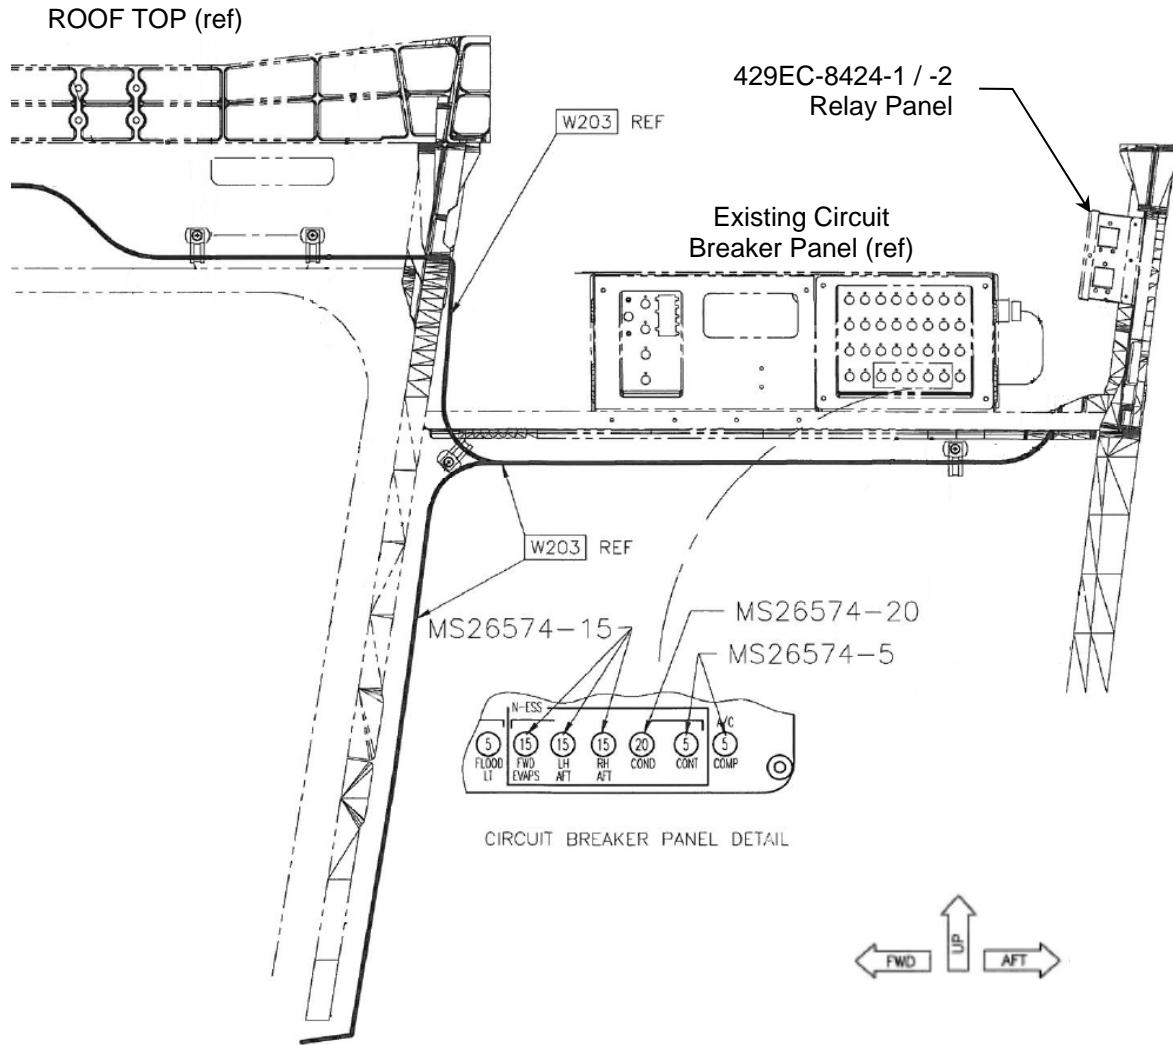 ROOF TOP (ref)
429EC-8424-1 / -2
Relay Panel
W203 REF
Existing Circuit
Breaker Panel (ref)
W203 REF
MS26574-20
MS26574-15
MS26574-5
N-ESS
A/C
5 15 15 15 20 5 5
FLOOD FWD LH RH COND CONT COMP
LT EVAPS AFT AFT
CIRCUIT BREAKER PANEL DETAIL
UP
FWD AFT